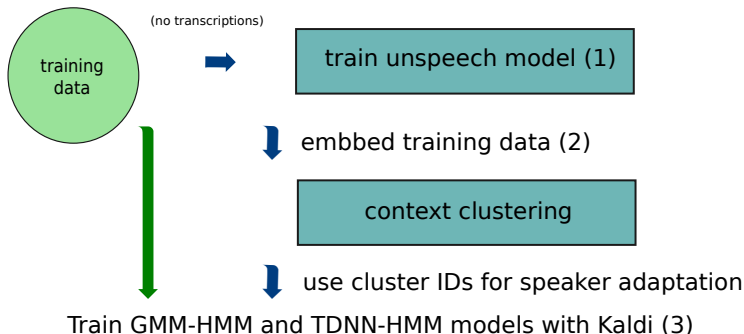 (no transcriptions)
training
data
train unspeech model (1)
embbed training data (2)
context clustering
use cluster IDs for speaker adaptation
Train GMM-HMM and TDNN-HMM models with Kaldi (3)